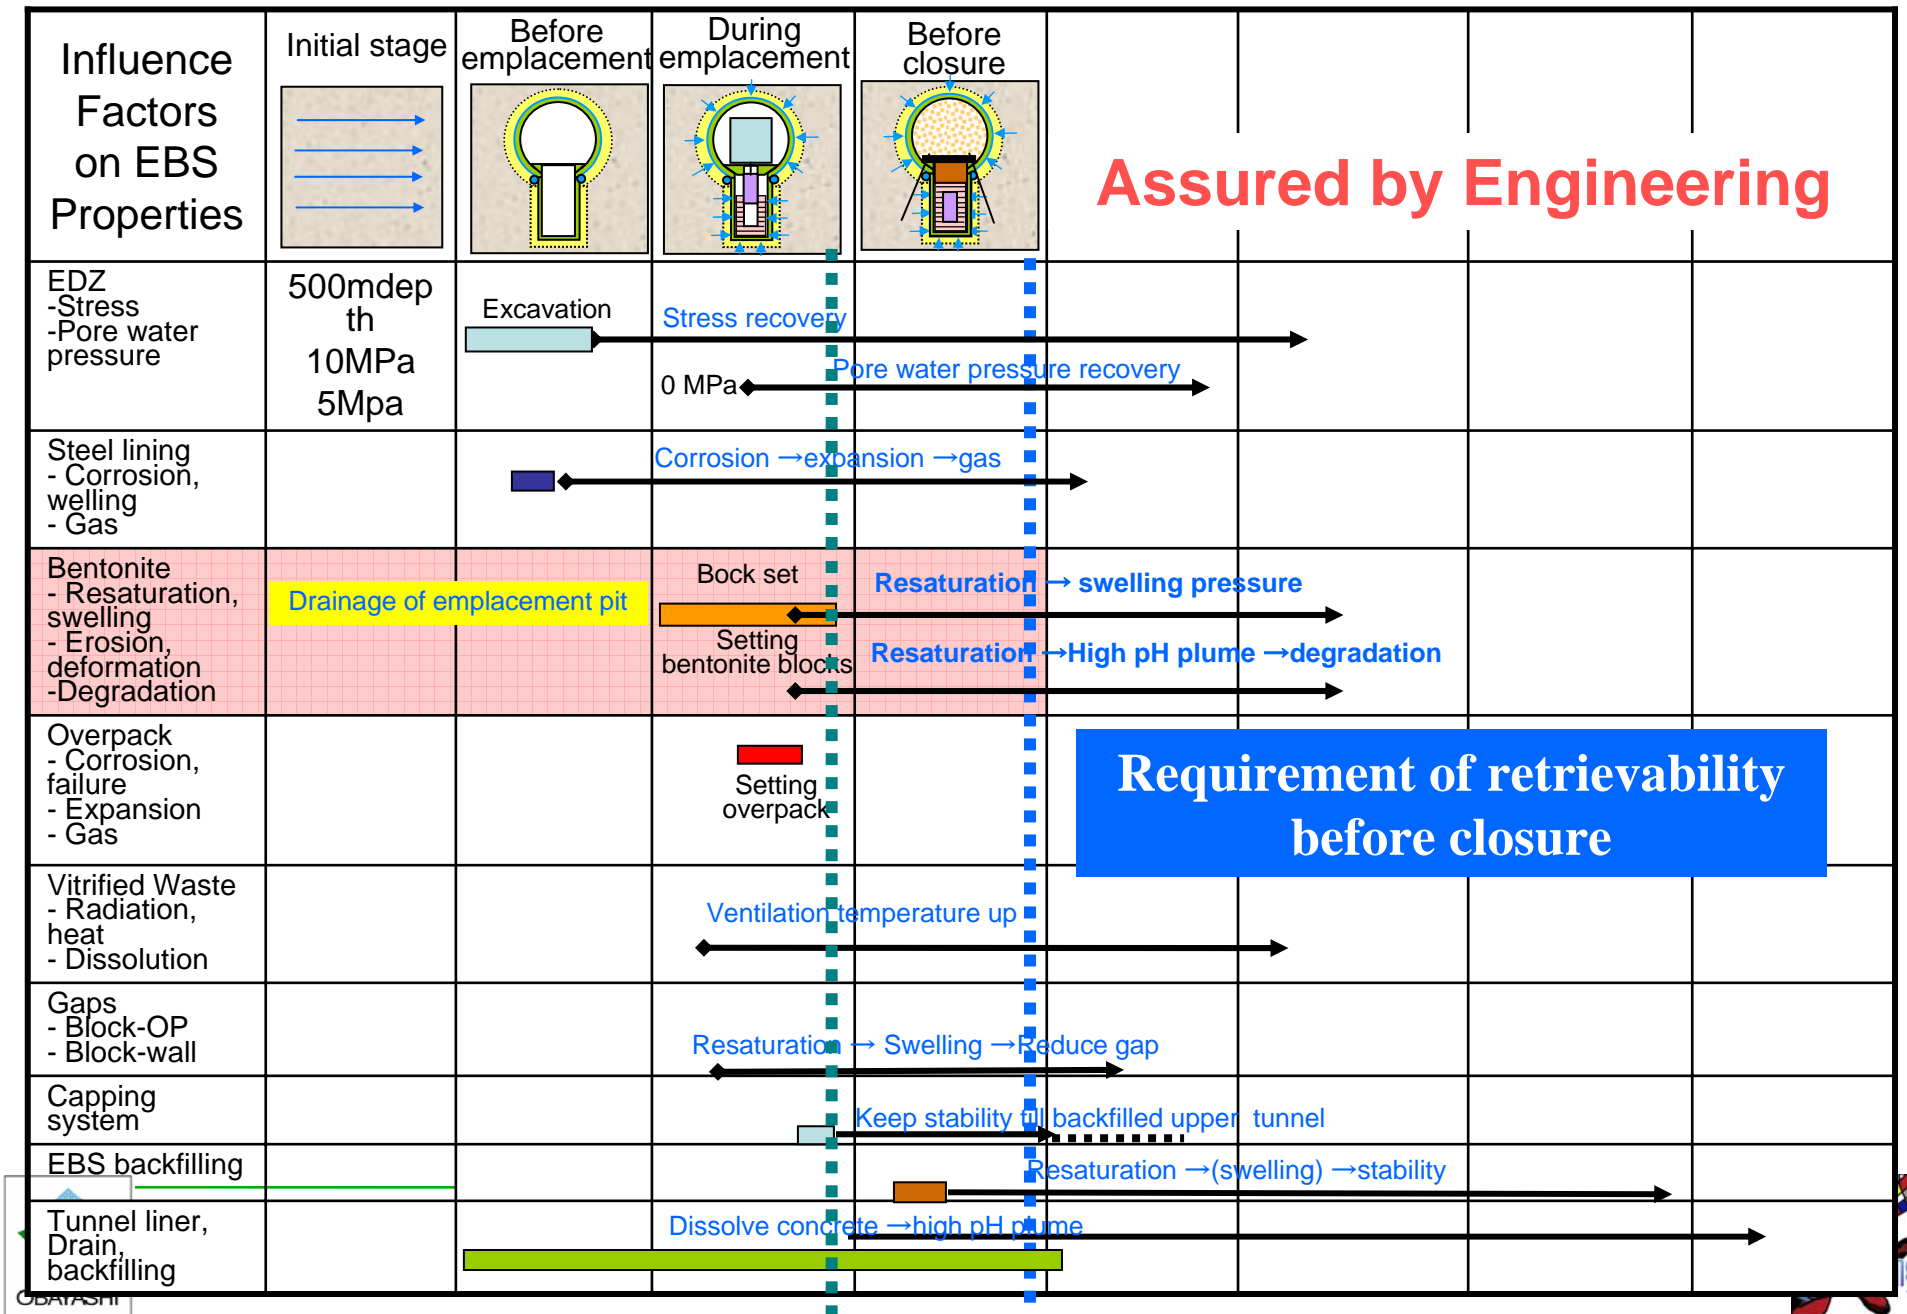 Influence
Factors
on EBS
Properties
Initial stage
Before
emplacement
During
emplacement
Before
closure
Assured by Engineering
EDZ
-Stress
-Pore water
pressure
500mdep
th
10MPa
5Mpa
Excavation
Stress recovery
0 MPa
Pore water pressure recovery
Steel lining
- Corrosion,
welling
- Gas
Corrosion →expansion →gas
Bentonite
- Resaturation,
swelling
- Erosion,
deformation
-Degradation
Drainage of emplacement pit
Bock set
Setting
bentonite blocks
Resaturation → swelling pressure
Resaturation →High pH plume →degradation
Overpack
- Corrosion,
failure
- Expansion
- Gas
Setting
overpack
Requirement of retrievability
before closure
Vitrified Waste
- Radiation,
heat
- Dissolution
Ventilation temperature up
Gaps
- Block-OP
- Block-wall
Resaturation → Swelling →Reduce gap
Capping
system
Keep stability till backfilled upper tunnel
EBS backfilling
Resaturation →(swelling) →stability
Tunnel liner,
Drain,
backfilling
Dissolve concrete →high pH plume
OBAYASHI